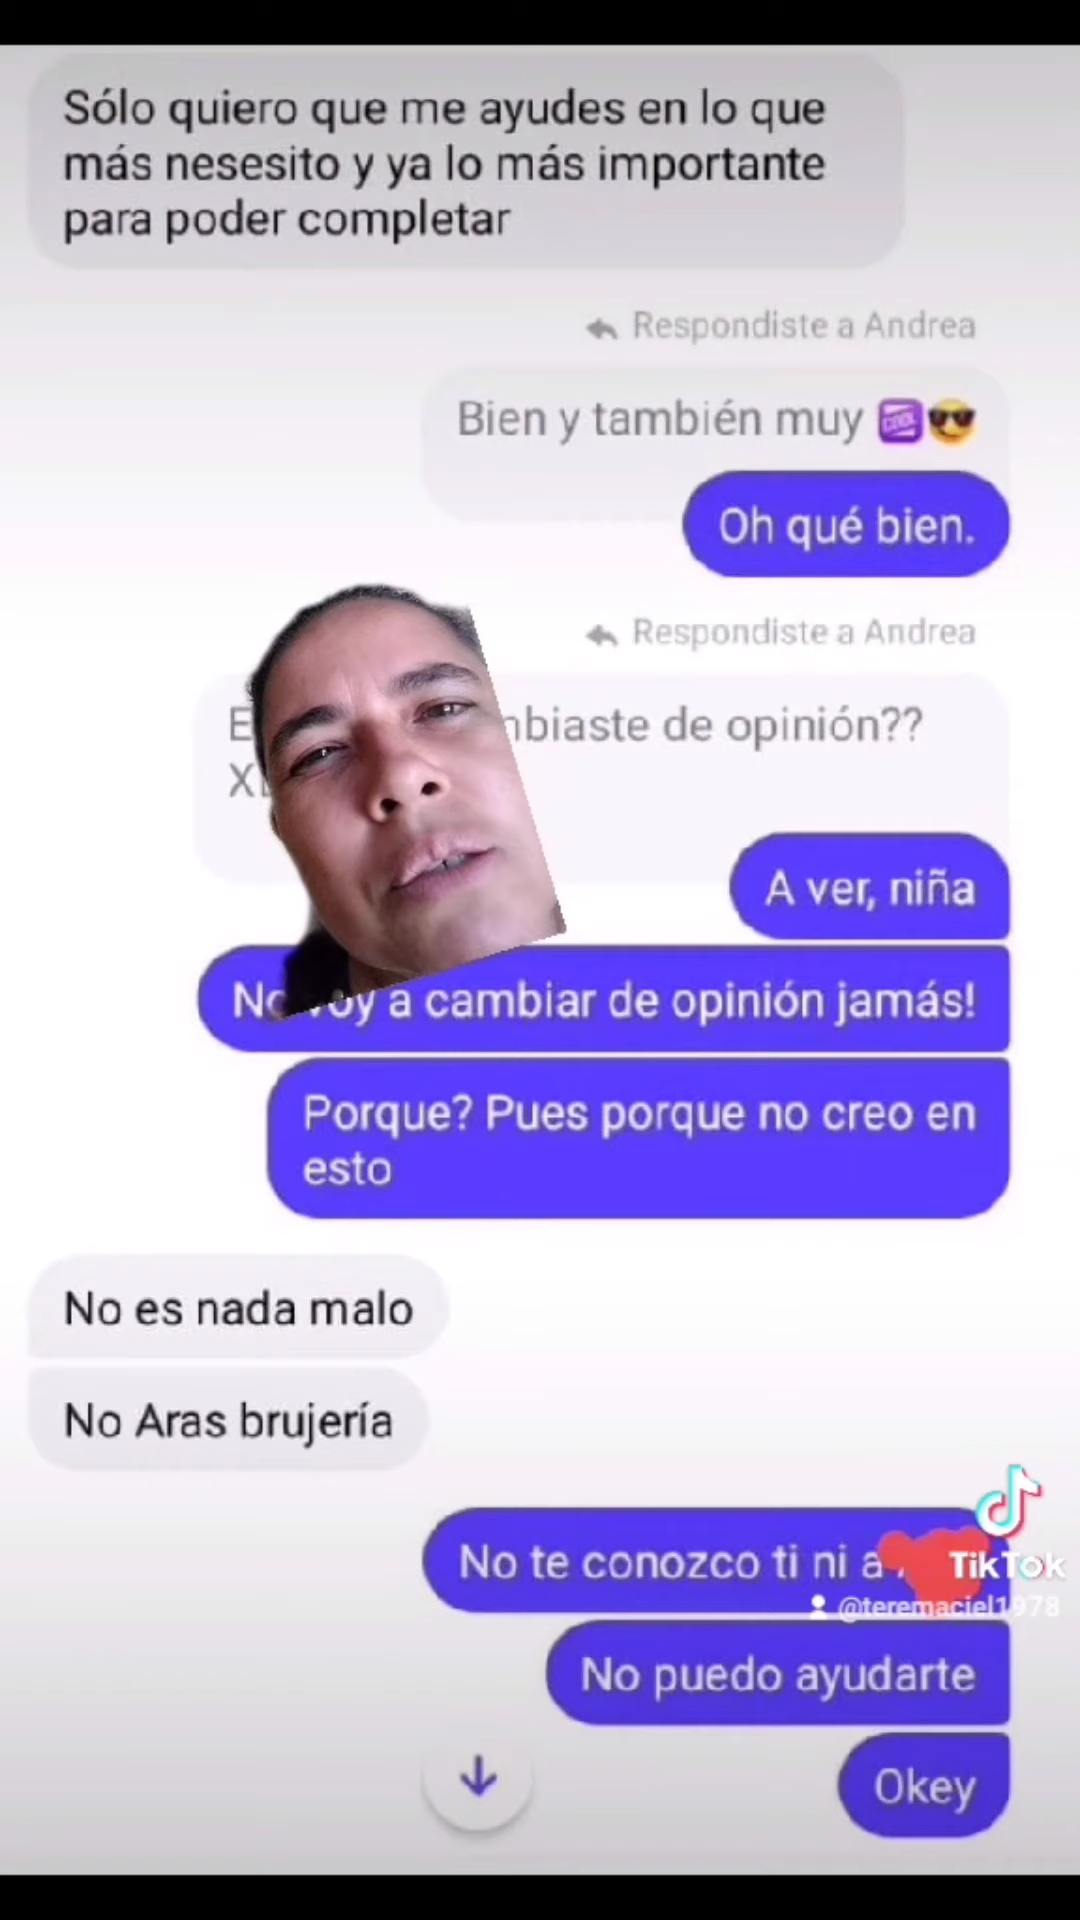 Sólo quiero que me ayudes en lo que
más nesesito y ya lo más importante
para poder completar
Respondiste a Andrea
Bien y también muy COOL
Oh qué bien.
Respondiste a Andrea
de opinión??
A ver, niña
a cambiar de opinión jamás!
Porque? Pues porque no creo en
esto
No es nada malo
No Aras brujería
No te conozco ti ni a
TikTok
@teremaciel1978
No puedo ayudarte
Okey